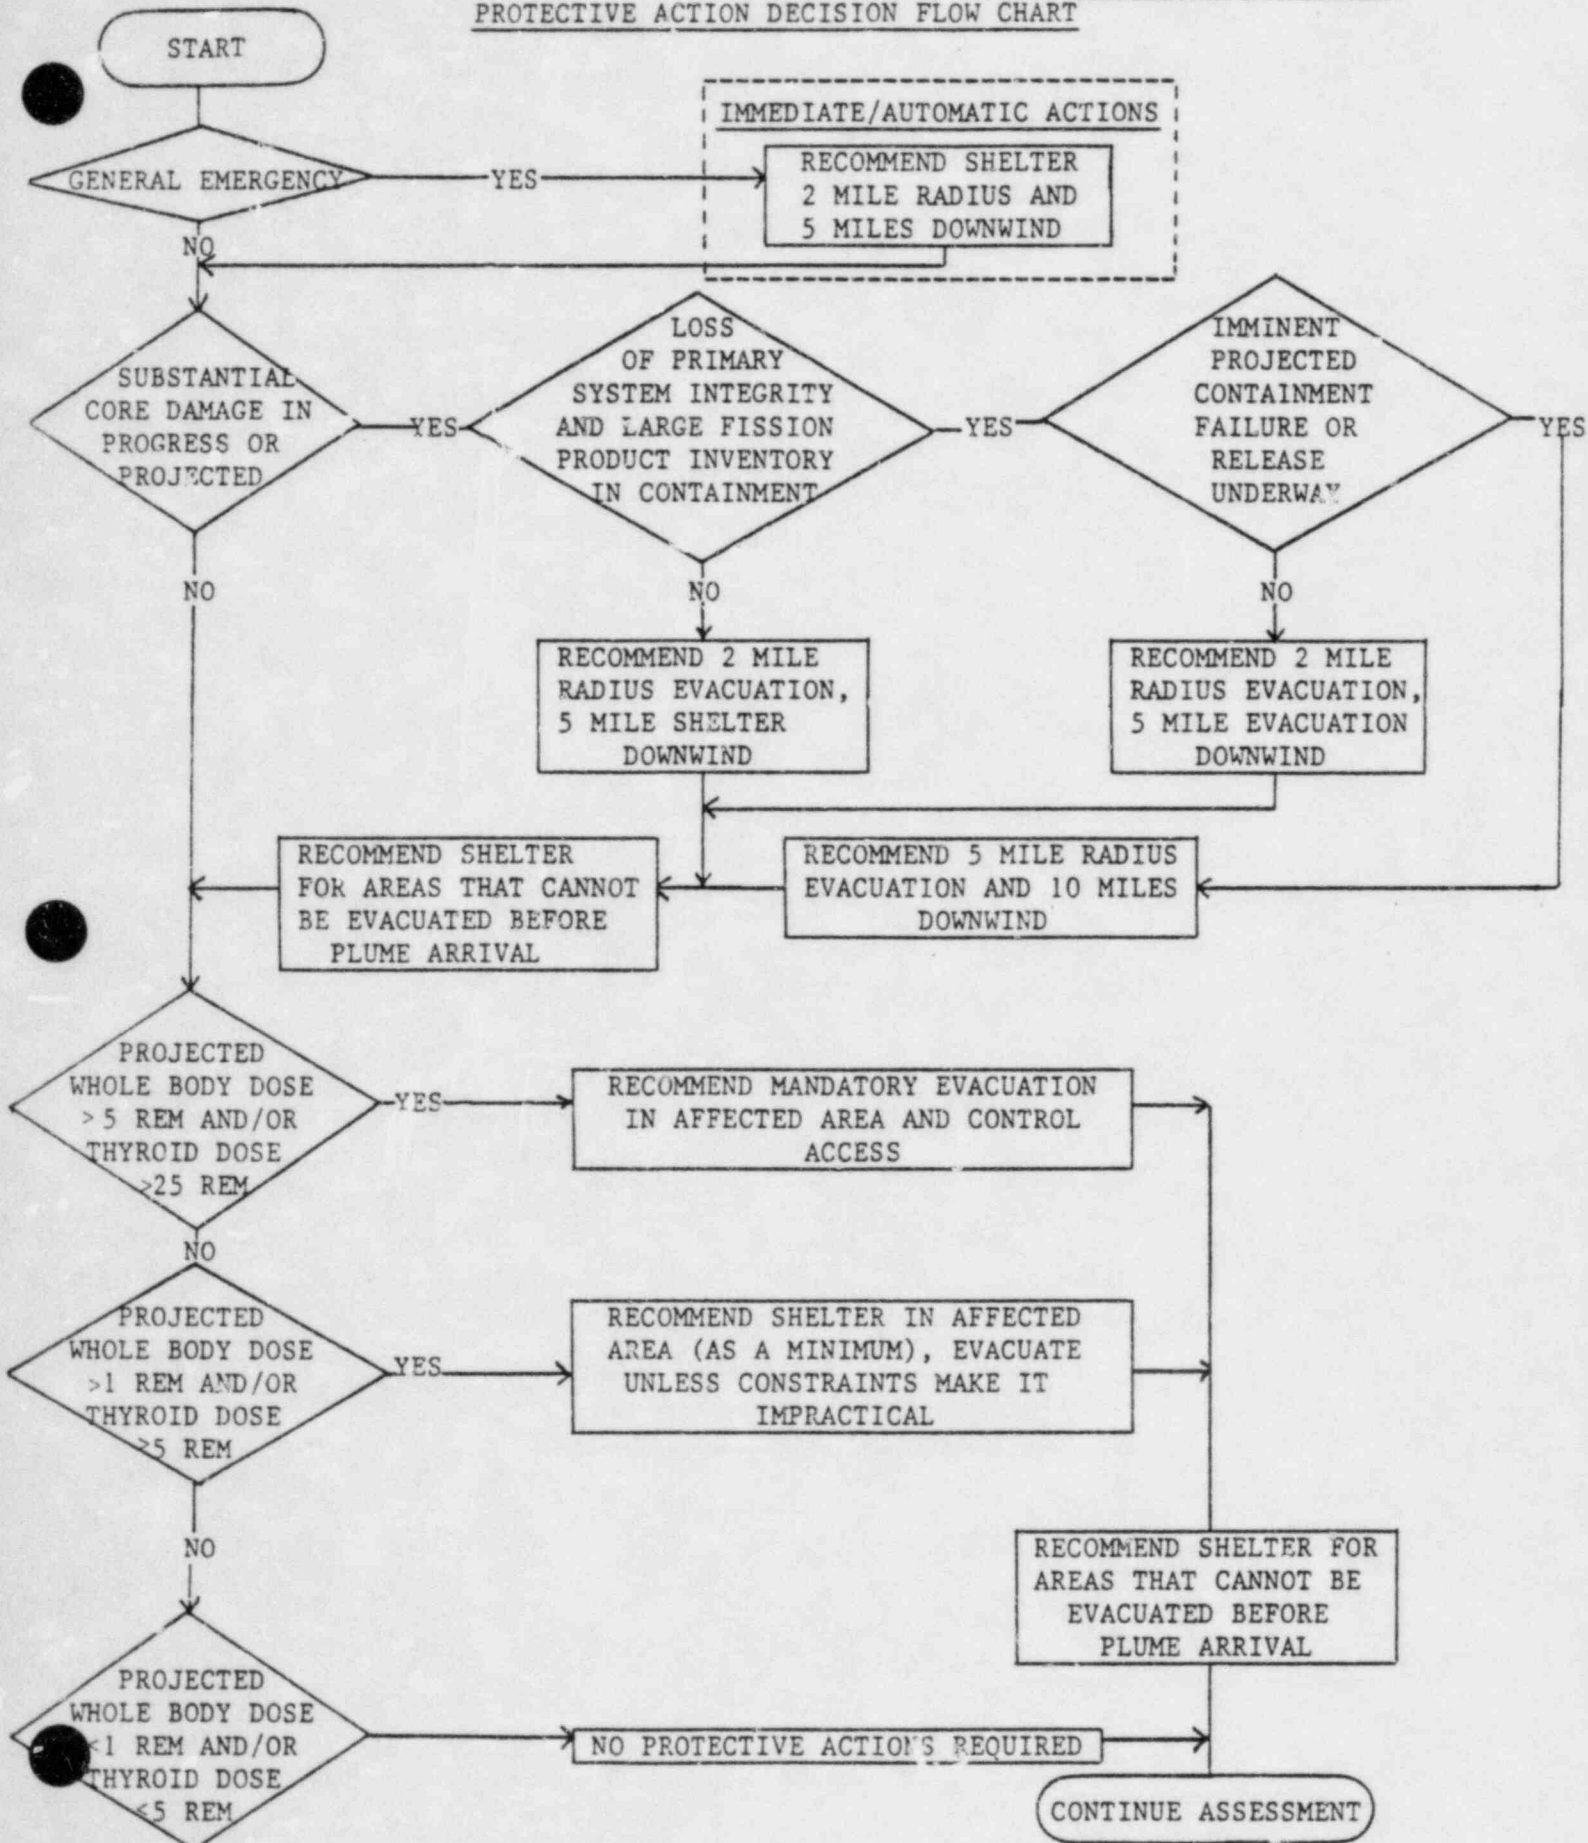 PROTECTIVE ACTION DECISION FLOW CHART
START
IMMEDIATE/AUTOMATIC ACTIONS
GENERAL EMERGENCY
YES
RECOMMEND SHELTER
2 MILE RADIUS AND
5 MILES DOWNWIND
NO
SUBSTANTIAL
CORE DAMAGE IN
PROGRESS OR
PROJECTED
YES
LOSS
OF PRIMARY
SYSTEM INTEGRITY
AND LARGE FISSION
PRODUCT INVENTORY
IN CONTAINMENT
YES
IMMINENT
PROJECTED
CONTAINMENT
FAILURE OR
RELEASE
UNDERWAY
YES
NO
NO
NO
RECOMMEND 2 MILE
RADIUS EVACUATION,
5 MILE SHELTER
DOWNWIND
RECOMMEND 2 MILE
RADIUS EVACUATION,
5 MILE EVACUATION
DOWNWIND
RECOMMEND SHELTER
FOR AREAS THAT CANNOT
BE EVACUATED BEFORE
PLUME ARRIVAL
RECOMMEND 5 MILE RADIUS
EVACUATION AND 10 MILES
DOWNWIND
PROJECTED
WHOLE BODY DOSE
>5 REM AND/OR
THYROID DOSE
>25 REM
YES
RECOMMEND MANDATORY EVACUATION
IN AFFECTED AREA AND CONTROL
ACCESS
NO
PROJECTED
WHOLE BODY DOSE
>1 REM AND/OR
THYROID DOSE
>5 REM
YES
RECOMMEND SHELTER IN AFFECTED
AREA (AS A MINIMUM), EVACUATE
UNLESS CONSTRAINTS MAKE IT
IMPRACTICAL
NO
RECOMMEND SHELTER FOR
AREAS THAT CANNOT BE
EVACUATED BEFORE
PLUME ARRIVAL
PROJECTED
WHOLE BODY DOSE
<1 REM AND/OR
THYROID DOSE
≤5 REM
NO PROTECTIVE ACTIONS REQUIRED
CONTINUE ASSESSMENT